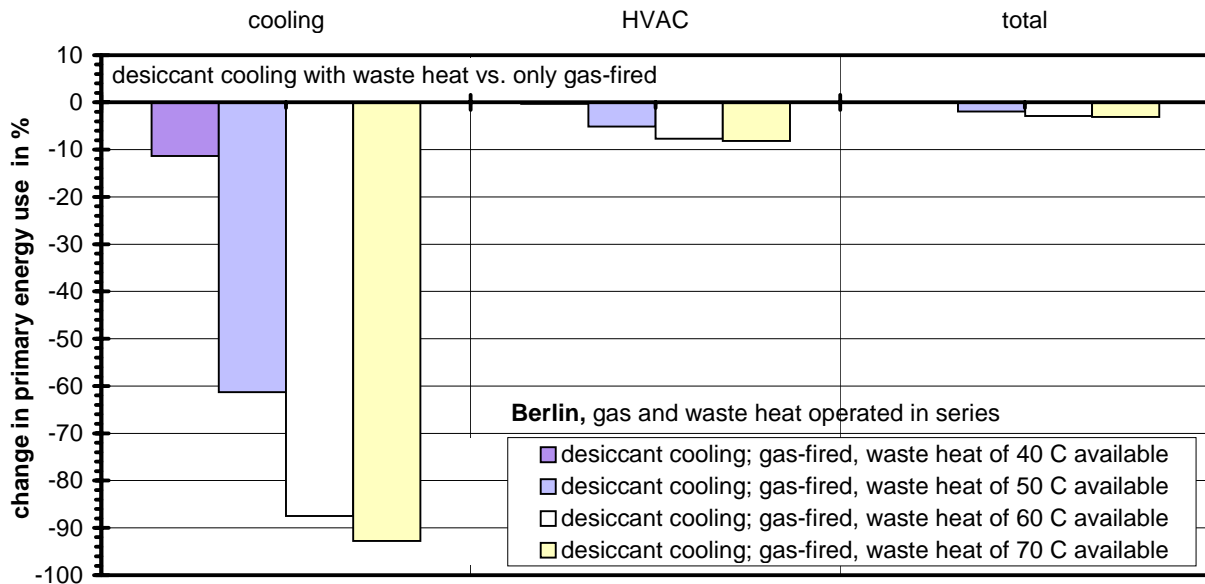 cooling HVAC total
10
desiccant cooling with waste heat vs. only gas-fired
0
-10
-20
-30
-40
-50
-60
-70
-80
-90
-100
change in primary energy use in %
Berlin, gas and waste heat operated in series
desiccant cooling; gas-fired, waste heat of 40 C available
desiccant cooling; gas-fired, waste heat of 50 C available
desiccant cooling; gas-fired, waste heat of 60 C available
desiccant cooling; gas-fired, waste heat of 70 C available